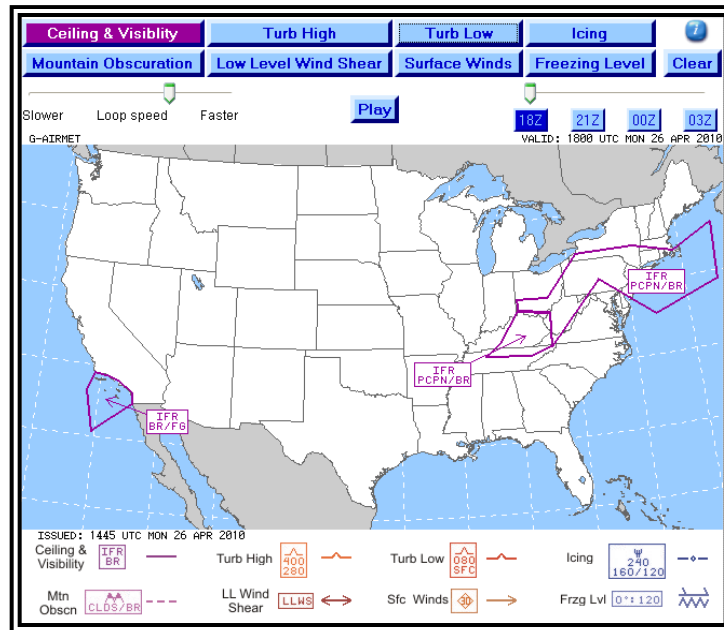 Ceiling & Visiblity Turb High Turb Low Icing ?
Mountain Obscuration Low Level Wind Shear Surface Winds Freezing Level Clear
Slower Loop speed Faster Play 18Z 21Z 00Z 03Z
G-AIRMET VALID: 1800 UTC MON 26 APR 2010
IFR
PCPN/BR
IFR
PCPN/BR
IFR
BR/FG
ISSUED: 1445 UTC MON 26 APR 2010
Ceiling &
Visibility
IFR
BR
Turb High
400
280
Turb Low
080
SFC
Icing
240
160/120
Mtn
Obscn
CLDS/BR
LL Wind
Shear
LLWS
Sfc Winds
30
Frzg Lvl
0°:120